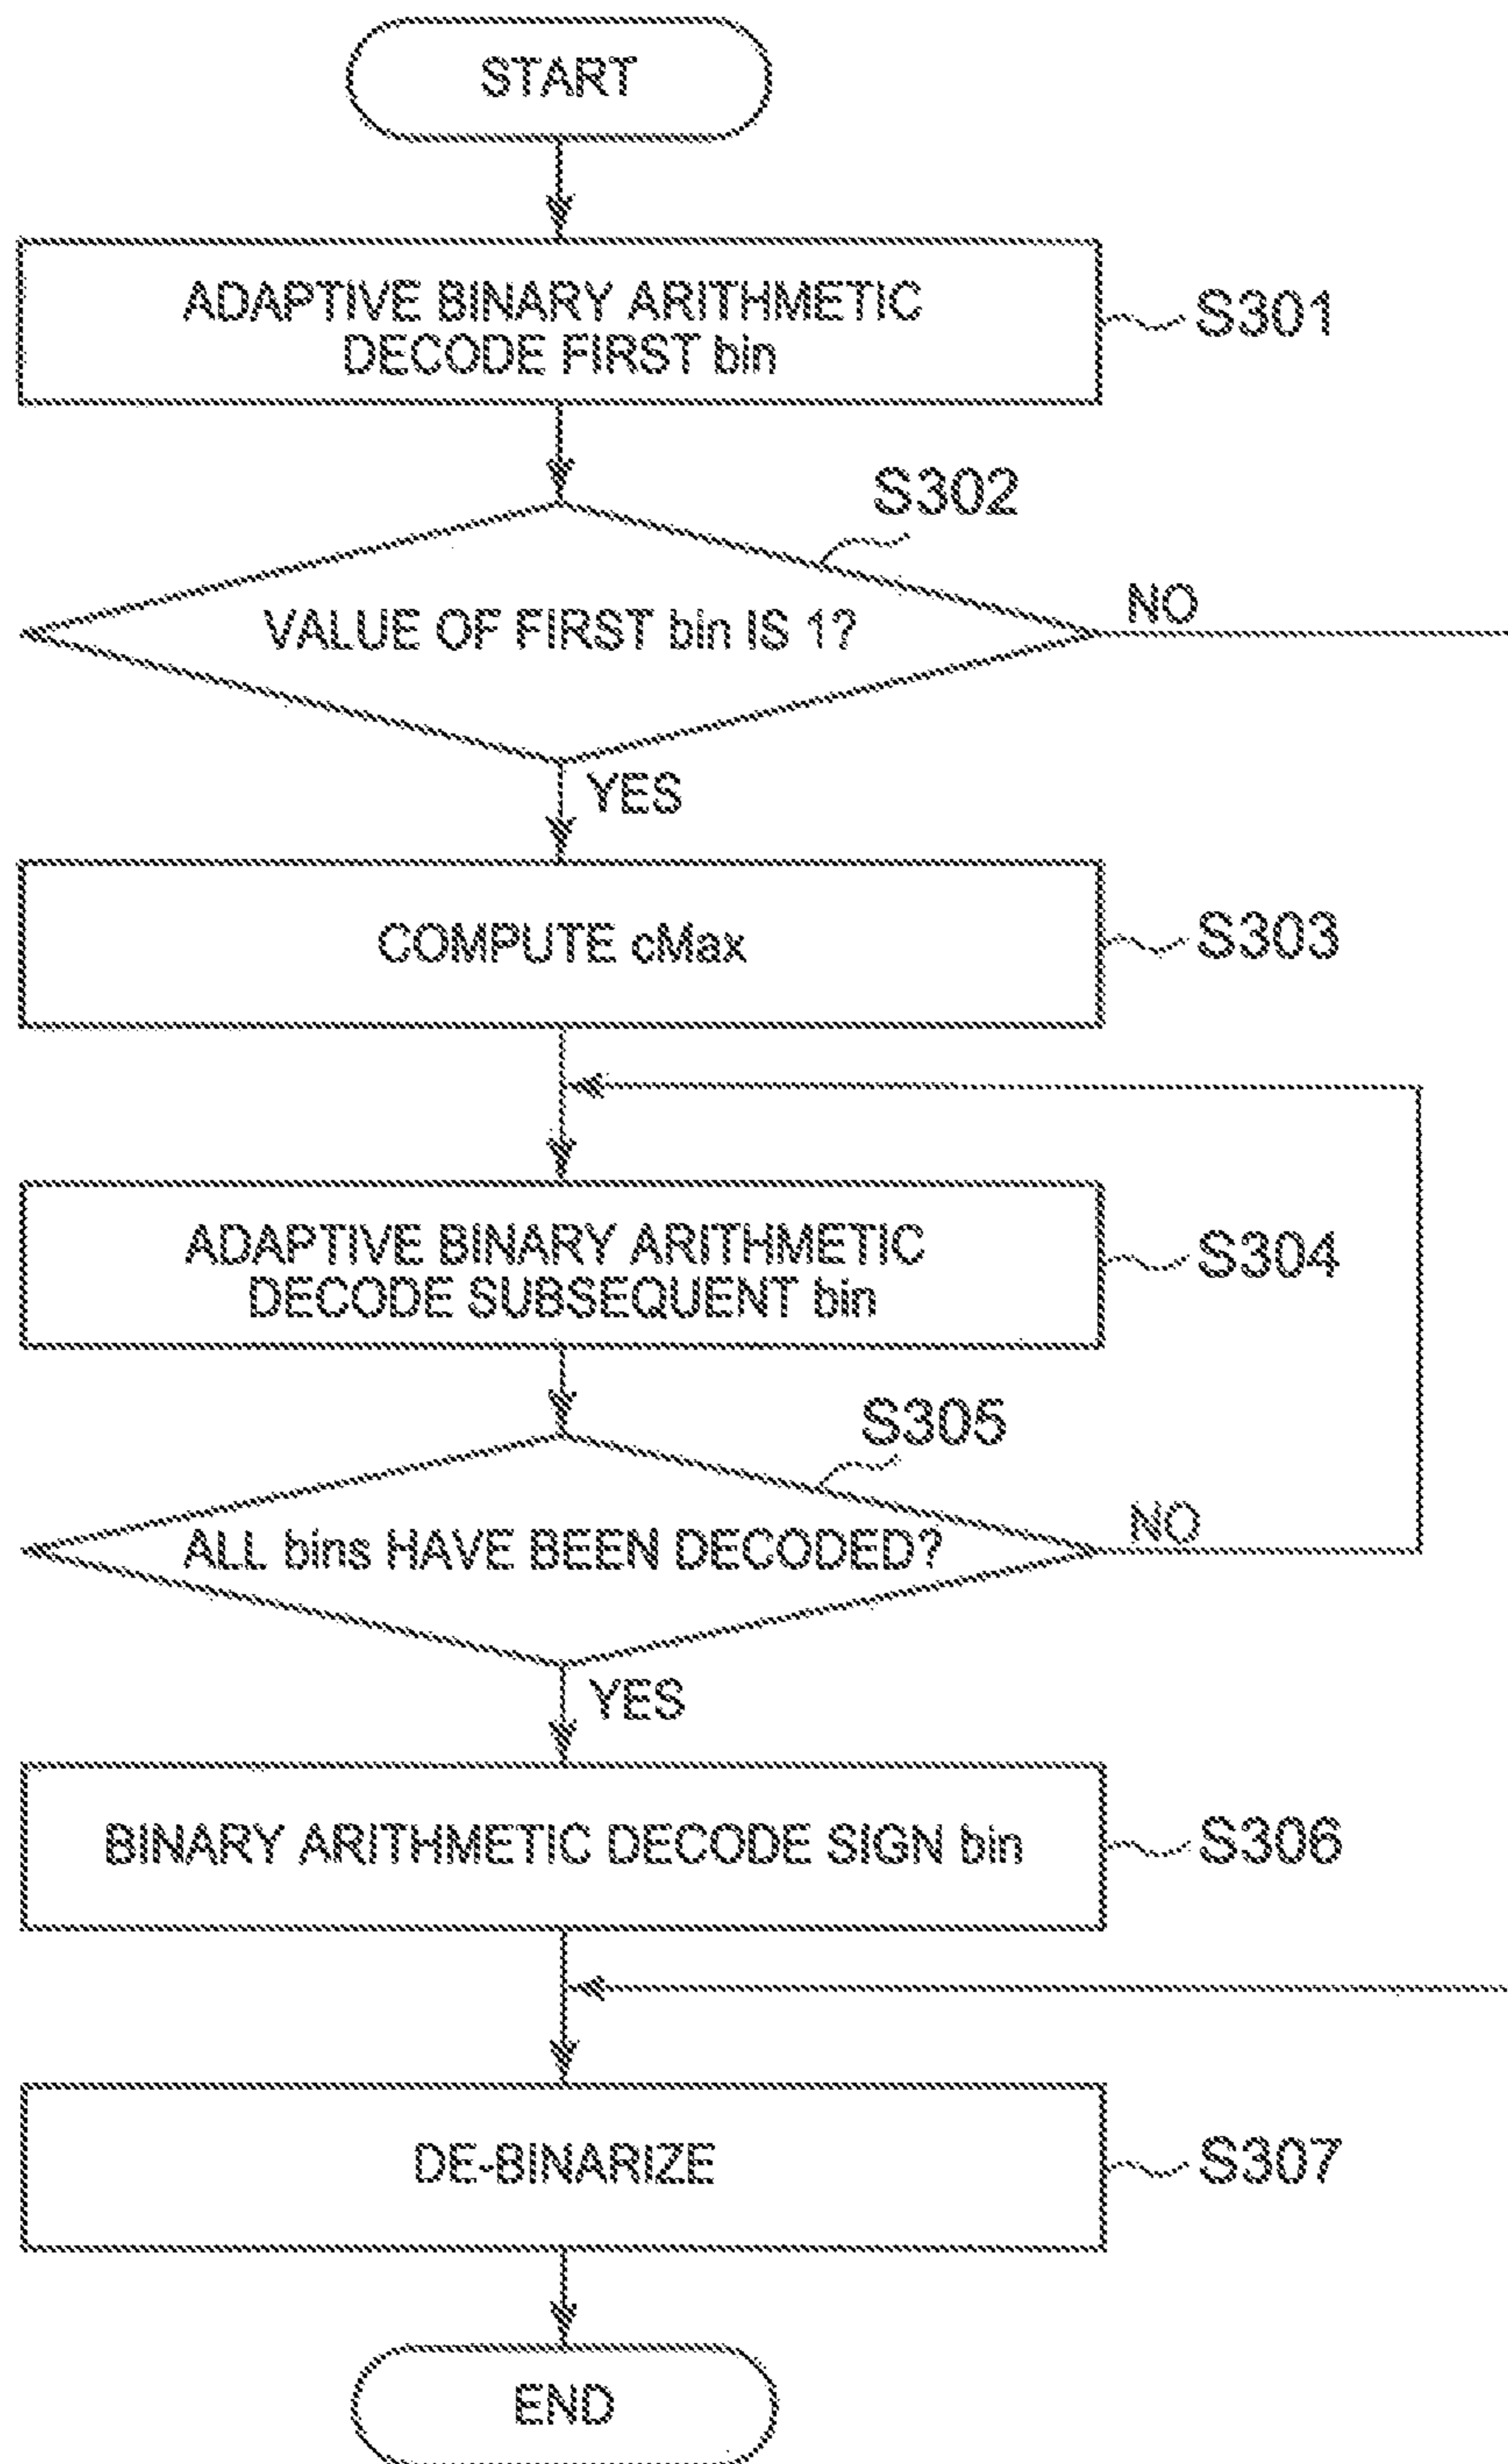 START
ADAPTIVE BINARY ARITHMETIC
DECODE FIRST bin
S301
S302
VALUE OF FIRST bin IS 1?
NO
YES
COMPUTE cMax
S303
ADAPTIVE BINARY ARITHMETIC
DECODE SUBSEQUENT bin
S304
S305
ALL bins HAVE BEEN DECODED?
NO
YES
BINARY ARITHMETIC DECODE SIGN bin
S306
DE-BINARIZE
S307
END